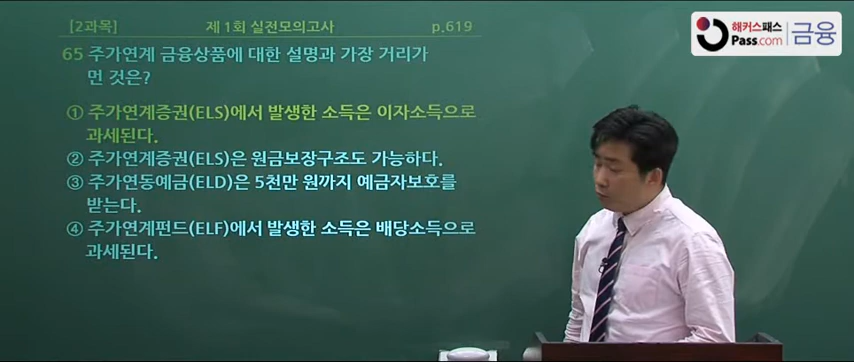 [2과목] 제 1회 실전모의고사 p.619
해커스패스
Pass.com 금융
65 주가연계 금융상품에 대한 설명과 가장 거리가
먼 것은?
① 주가연계증권(ELS)에서 발생한 소득은 이자소득으로
과세된다.
② 주가연계증권(ELS)은 원금보장구조도 가능하다.
③ 주가연동예금(ELD)은 5천만 원까지 예금자보호를
받는다.
④ 주가연계펀드(ELF)에서 발생한 소득은 배당소득으로
과세된다.